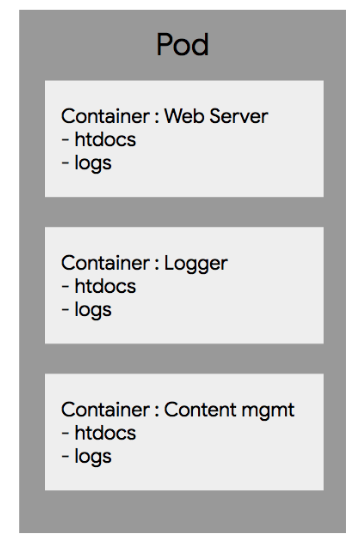 Pod
Container : Web Server
- htdocs
- logs
Container : Logger
- htdocs
- logs
Container : Content mgmt
- htdocs
- logs